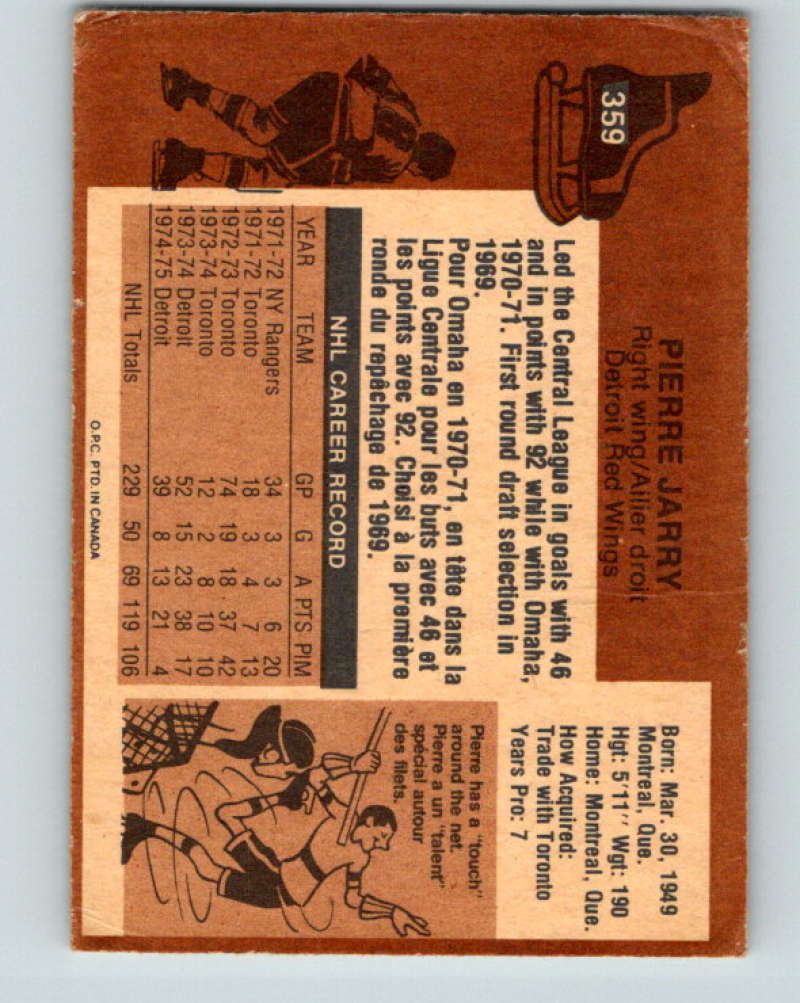 359
PIERRE JARRY
Right wing/Ailier droit
Detroit Red Wings
Born: Mar. 30, 1949
Montreal, Que.
Hgt: 5'11" Wgt: 190
Home: Montreal, Que.
How Acquired:
Trade with Toronto
Years Pro: 7
Led the Central League in goals with 46
and in points with 92 while with Omaha,
1970-71. First round draft selection in
1969.
Pour Omaha en 1970-71, en tête dans la
Ligue Centrale pour les buts avec 46 et
les points avec 92. Choisi à la première
ronde du repêchage de 1969.
NHL CAREER RECORD
YEAR TEAM GP G A PTS PIM
1971-72 NY Rangers 34 3 3 6 20
1971-72 Toronto 18 3 4 7 13
1972-73 Toronto 74 19 18 37 42
1973-74 Toronto 12 2 8 10 10
1973-74 Detroit 52 15 23 38 17
1974-75 Detroit 39 8 13 21 4
NHL Totals 229 50 69 119 106
Pierre has a "touch"
around the net.
Pierre a un "talent"
spécial autour
des filets.
O.P.C. PTD. IN CANADA